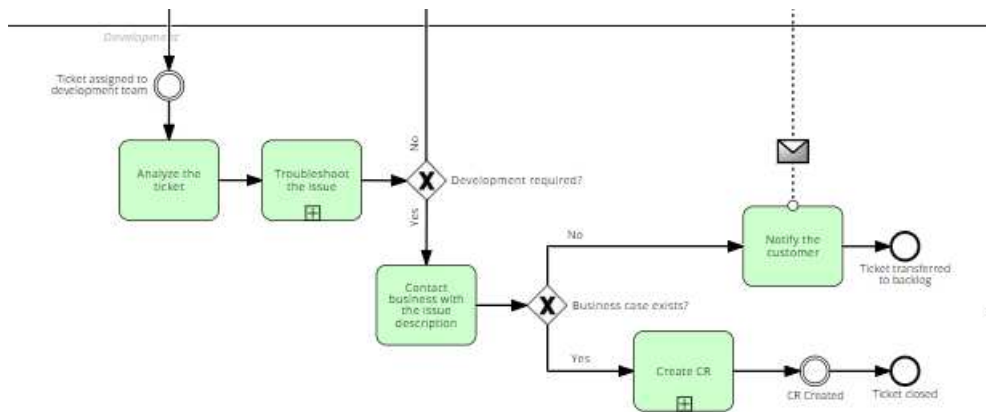 Development
Ticket assigned to
development team
Analyze the
ticket
Troubleshoot
the issue
No
Development required?
Yes
Contact
business with
the issue
description
No
Business case exists?
Yes
Notify the
customer
Ticket transferred
to backlog
Create CR
CR Created
Ticket closed